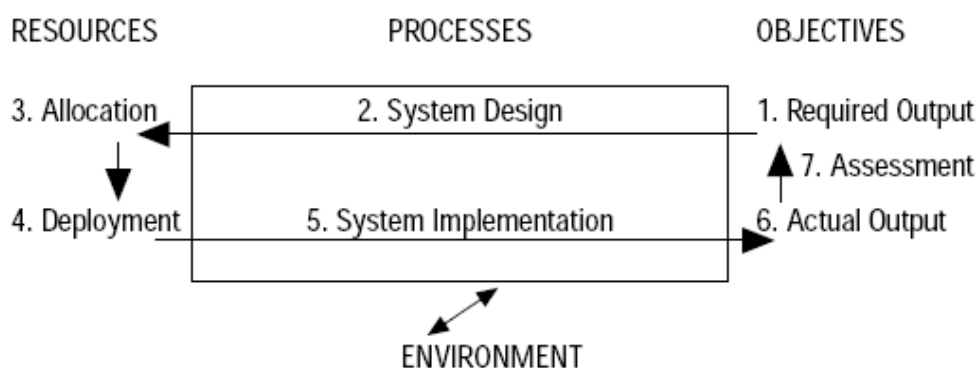 RESOURCES PROCESSES OBJECTIVES
3. Allocation 2. System Design 1. Required Output
7. Assessment
4. Deployment 5. System Implementation 6. Actual Output
ENVIRONMENT